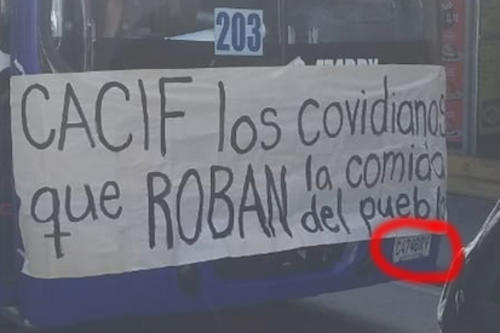 203
CACIF los covidianos
que ROBAN la comida
del pueblo